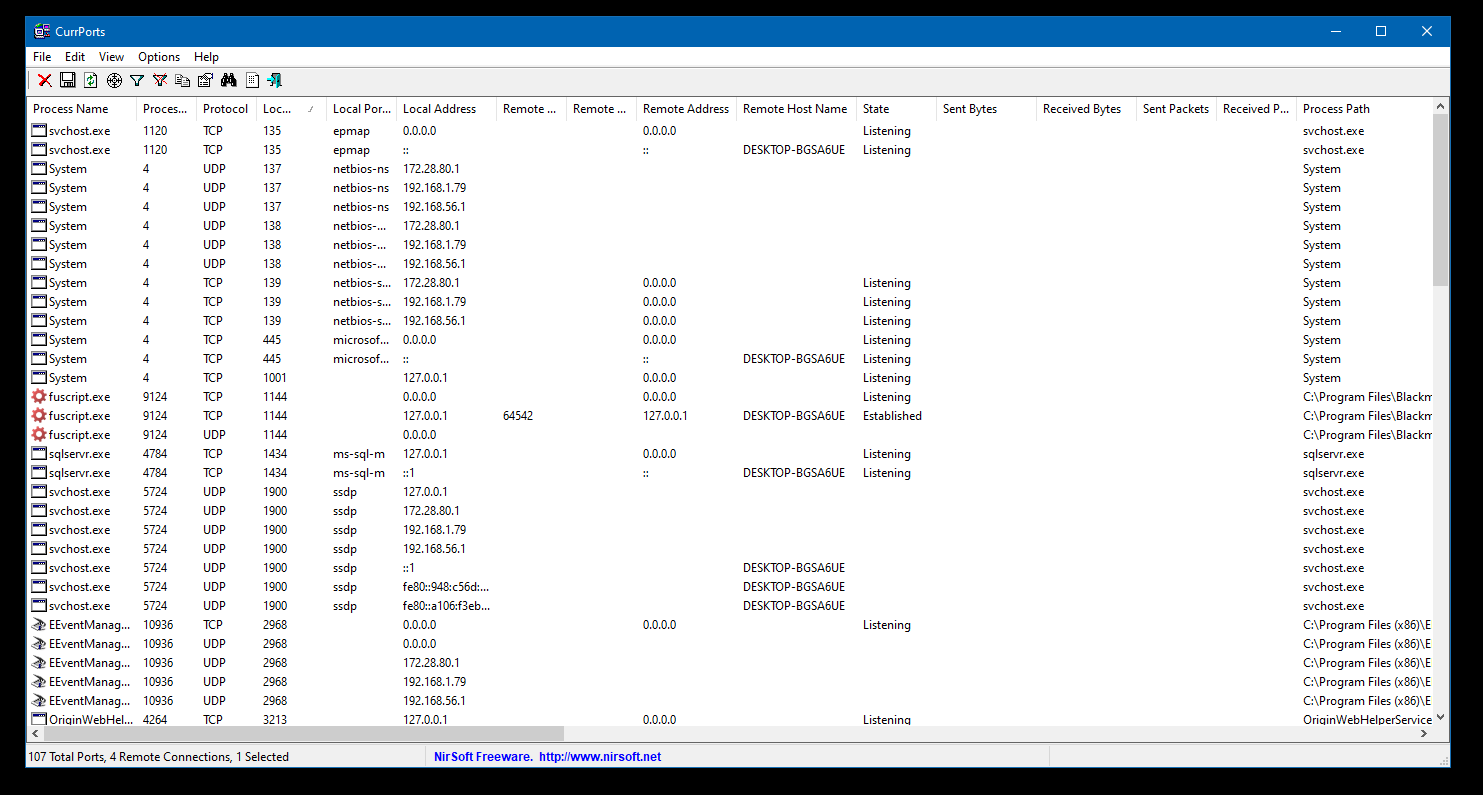 CurrPorts
File Edit View Options Help
Process Name Proces... Protocol Loc... Local Por... Local Address Remote ... Remote ... Remote Address Remote Host Name State Sent Bytes Received Bytes Sent Packets Received P... Process Path
svchost.exe 1120 TCP 135 epmap 0.0.0.0 0.0.0.0 Listening svchost.exe
svchost.exe 1120 TCP 135 epmap :: :: DESKTOP-BGSA6UE Listening svchost.exe
System 4 UDP 137 netbios-ns 172.28.80.1 System
System 4 UDP 137 netbios-ns 192.168.1.79 System
System 4 UDP 137 netbios-ns 192.168.56.1 System
System 4 UDP 138 netbios-... 172.28.80.1 System
System 4 UDP 138 netbios-... 192.168.1.79 System
System 4 UDP 138 netbios-... 192.168.56.1 System
System 4 TCP 139 netbios-s... 172.28.80.1 0.0.0.0 Listening System
System 4 TCP 139 netbios-s... 192.168.1.79 0.0.0.0 Listening System
System 4 TCP 139 netbios-s... 192.168.56.1 0.0.0.0 Listening System
System 4 TCP 445 microsof... 0.0.0.0 0.0.0.0 Listening System
System 4 TCP 445 microsof... :: :: DESKTOP-BGSA6UE Listening System
System 4 TCP 1001 127.0.0.1 0.0.0.0 Listening System
fuscript.exe 9124 TCP 1144 0.0.0.0 0.0.0.0 Listening C:\Program Files\Blackm
fuscript.exe 9124 TCP 1144 127.0.0.1 64542 127.0.0.1 DESKTOP-BGSA6UE Established C:\Program Files\Blackm
fuscript.exe 9124 UDP 1144 0.0.0.0 C:\Program Files\Blackm
sqlservr.exe 4784 TCP 1434 ms-sql-m 127.0.0.1 0.0.0.0 Listening sqlservr.exe
sqlservr.exe 4784 TCP 1434 ms-sql-m ::1 :: DESKTOP-BGSA6UE Listening sqlservr.exe
svchost.exe 5724 UDP 1900 ssdp 127.0.0.1 svchost.exe
svchost.exe 5724 UDP 1900 ssdp 172.28.80.1 svchost.exe
svchost.exe 5724 UDP 1900 ssdp 192.168.1.79 svchost.exe
svchost.exe 5724 UDP 1900 ssdp 192.168.56.1 svchost.exe
svchost.exe 5724 UDP 1900 ssdp ::1 DESKTOP-BGSA6UE svchost.exe
svchost.exe 5724 UDP 1900 ssdp fe80::948:c56d:... DESKTOP-BGSA6UE svchost.exe
svchost.exe 5724 UDP 1900 ssdp fe80::a106:f3eb... DESKTOP-BGSA6UE svchost.exe
EEventManag... 10936 TCP 2968 0.0.0.0 0.0.0.0 Listening C:\Program Files (x86)\E
EEventManag... 10936 UDP 2968 0.0.0.0 C:\Program Files (x86)\E
EEventManag... 10936 UDP 2968 172.28.80.1 C:\Program Files (x86)\E
EEventManag... 10936 UDP 2968 192.168.1.79 C:\Program Files (x86)\E
EEventManag... 10936 UDP 2968 192.168.56.1 C:\Program Files (x86)\E
OriginWebHel... 4264 TCP 3213 127.0.0.1 0.0.0.0 Listening OriginWebHelperService
107 Total Ports, 4 Remote Connections, 1 Selected NirSoft Freeware. http://www.nirsoft.net